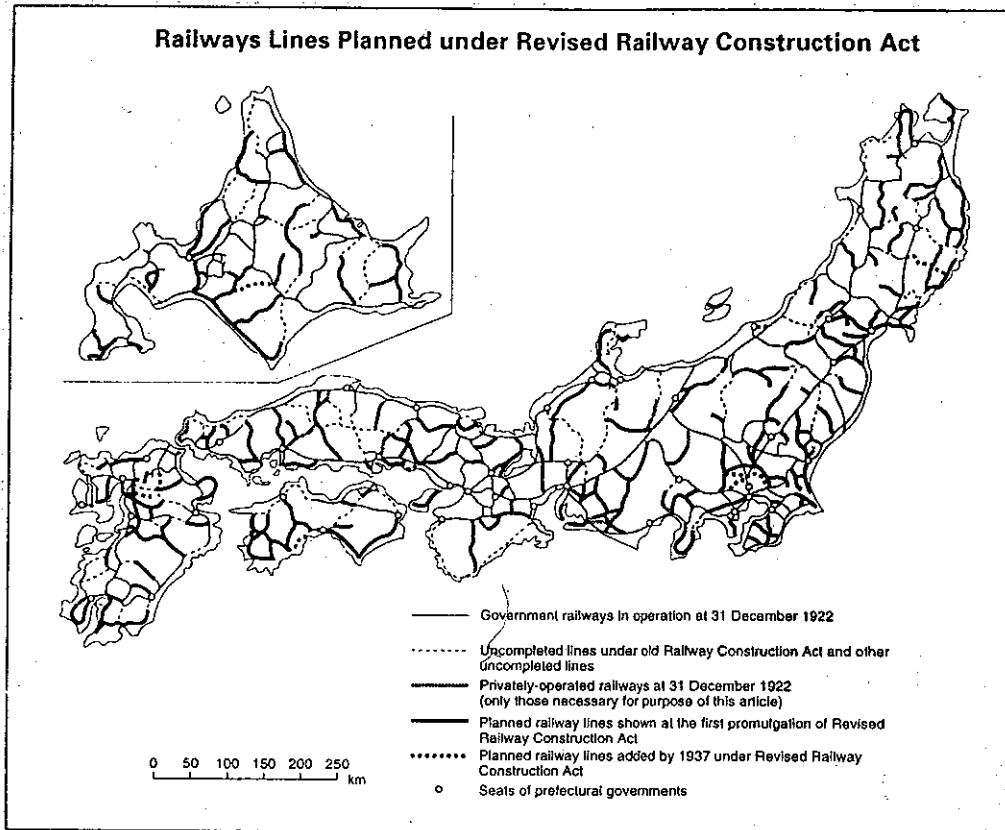 Railways Lines Planned under Revised Railway Construction Act
Government railways in operation at 31 December 1922
Uncompleted lines under old Railway Construction Act and other
uncompleted lines
Privately-operated railways at 31 December 1922
(only those necessary for purpose of this article)
Planned railway lines shown at the first promulgation of Revised
Railway Construction Act
Planned railway lines added by 1937 under Revised Railway
Construction Act
Seats of prefectural governments
0 50 100 150 200 250
km